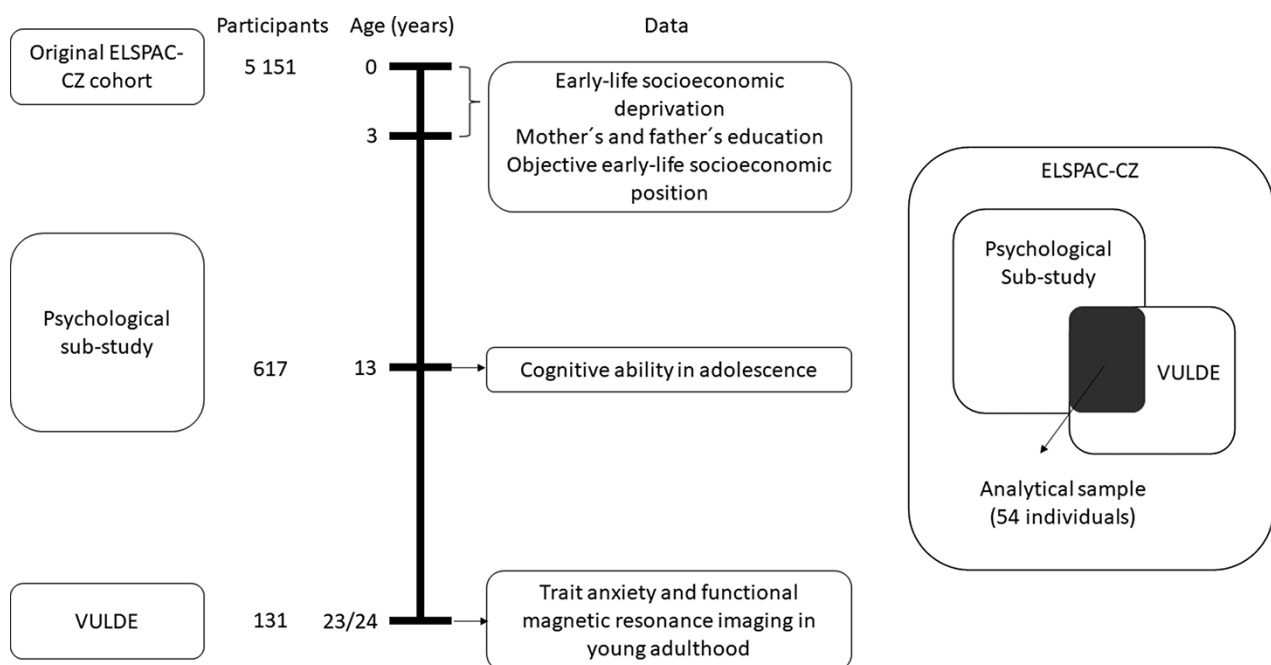 Participants
Age (years)
Data
Original ELSPAC-
CZ cohort
5 151
0
3
Early-life socioeconomic
deprivation
Mother´s and father´s education
Objective early-life socioeconomic
position
Psychological
sub-study
617
13
Cognitive ability in adolescence
VULDE
131
23/24
Trait anxiety and functional
magnetic resonance imaging in
young adulthood
ELSPAC-CZ
Psychological
Sub-study
VULDE
Analytical sample
(54 individuals)